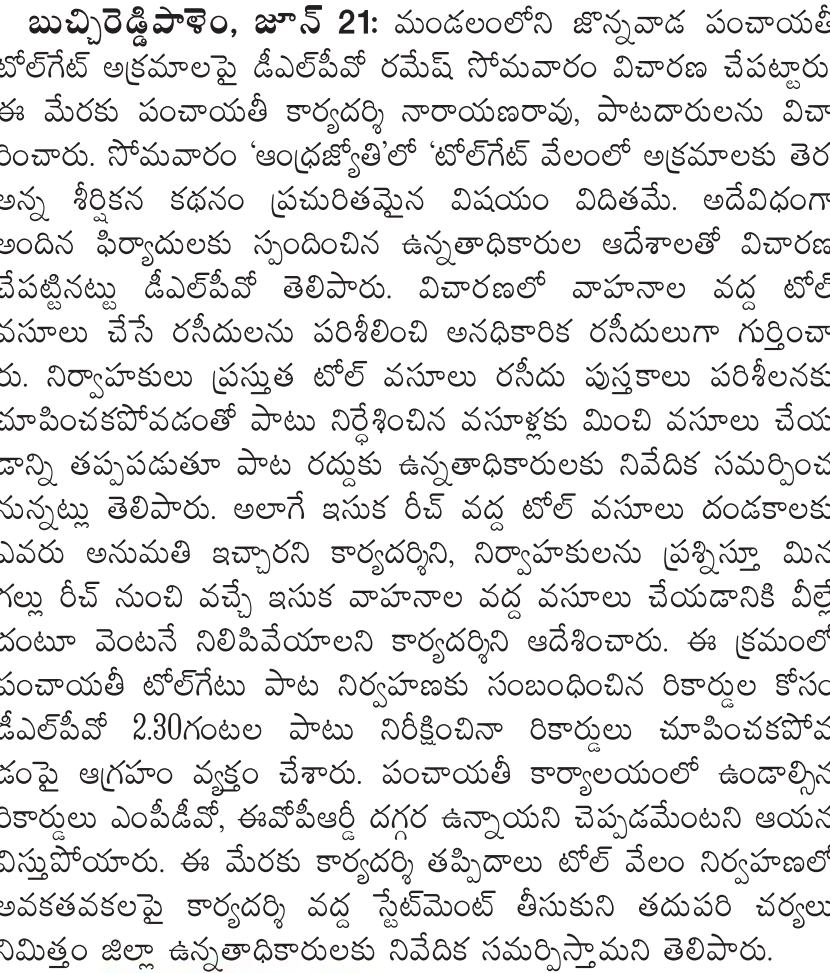 బుచ్చిరెడ్డిపాళెం, జూన్ 21: మండలంలోని జొన్నవాడ పంచాయతీ
టోల్‌గేట్ అక్రమాలపై డీఎల్‌పీవో రమేష్ సోమవారం విచారణ చేపట్టారు
ఈ మేరకు పంచాయతీ కార్యదర్శి నారాయణరావు, పాటదారులను విచా
రించారు. సోమవారం ‘ఆంధ్రజ్యోతి’లో ‘టోల్‌గేట్ వేలంలో అక్రమాలకు తెర
అన్న శీర్షికన కథనం ప్రచురితమైన విషయం విదితమే. అదేవిధంగా
అందిన ఫిర్యాదులకు స్పందించిన ఉన్నతాధికారుల ఆదేశాలతో విచారణ
చేపట్టినట్టు డీఎల్‌పీవో తెలిపారు. విచారణలో వాహనాల వద్ద టోల్
వసూలు చేసే రసీదులను పరిశీలించి అనధికారిక రసీదులుగా గుర్తించా
రు. నిర్వాహకులు ప్రస్తుత టోల్ వసూలు రసీదు పుస్తకాలు పరిశీలనకు
చూపించకపోవడంతో పాటు నిర్ధేశించిన వసూళ్లకు మించి వసూలు చేయ
డాన్ని తప్పపడుతూ పాట రద్దుకు ఉన్నతాధికారులకు నివేదిక సమర్పించ
నున్నట్లు తెలిపారు. అలాగే ఇసుక రీచ్ వద్ద టోల్ వసూలు దండకాలకు
ఎవరు అనుమతి ఇచ్చారని కార్యదర్శిని, నిర్వాహకులను ప్రశ్నిస్తూ మిన
గల్లు రీచ్ నుంచి వచ్చే ఇసుక వాహనాల వద్ద వసూలు చేయడానికి వీల్లే
దంటూ వెంటనే నిలిపివేయాలని కార్యదర్శిని ఆదేశించారు. ఈ క్రమంలో
పంచాయతీ టోల్‌గేటు పాట నిర్వహణకు సంబంధించిన రికార్డుల కోసం
డీఎల్‌పీవో 2.30గంటల పాటు నిరీక్షించినా రికార్డులు చూపించకపోవ
డంపై ఆగ్రహం వ్యక్తం చేశారు. పంచాయతీ కార్యాలయంలో ఉండాల్సిన
రికార్డులు ఎంపీడీవో, ఈవోపీఆర్డీ దగ్గర ఉన్నాయని చెప్పడమేంటని ఆయన
విస్తుపోయారు. ఈ మేరకు కార్యదర్శి తప్పిదాలు టోల్ వేలం నిర్వహణలో
అవకతవకలపై కార్యదర్శి వద్ద స్టేట్‌మెంట్ తీసుకుని తదుపరి చర్యలు
నిమిత్తం జిల్లా ఉన్నతాధికారులకు నివేదిక సమర్పిస్తామని తెలిపారు.